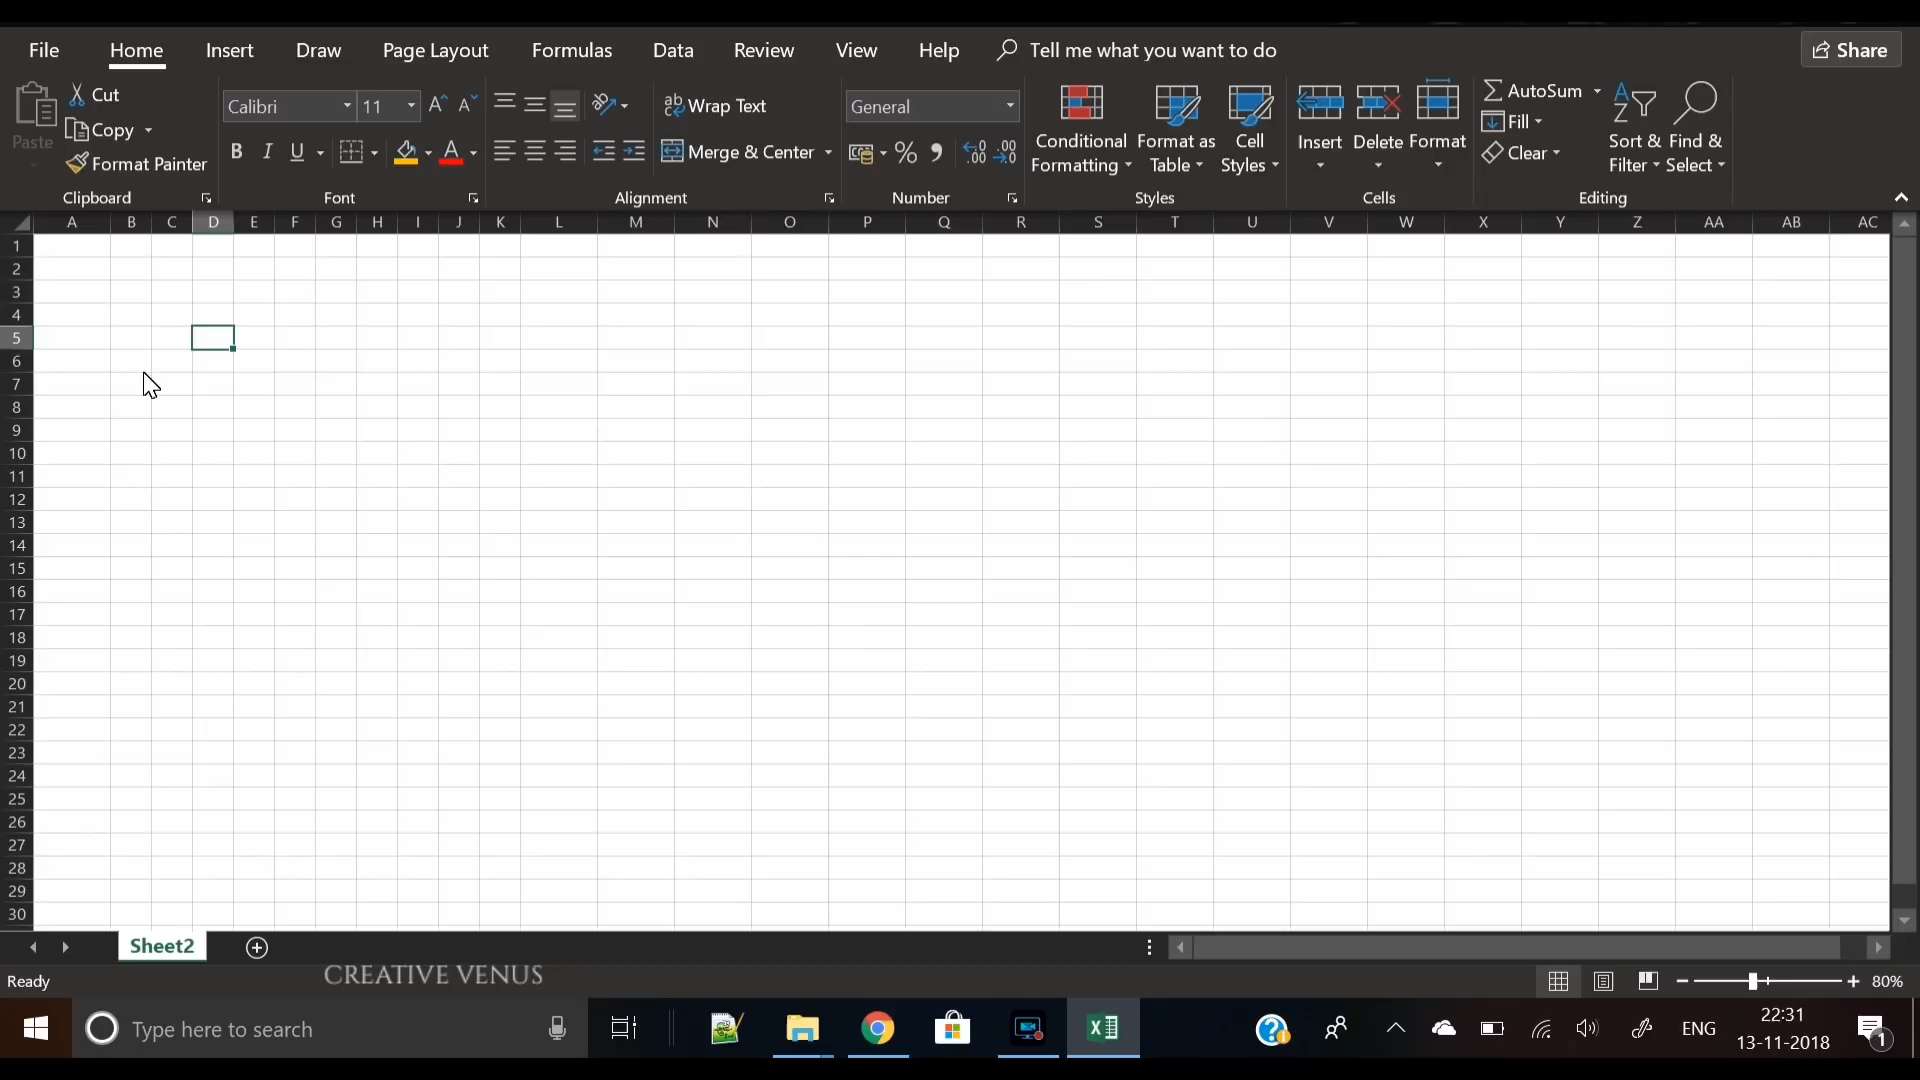 File Home Insert Draw Page Layout Formulas Data Review View Help Tell me what you want to do Share
Paste
Cut
Copy
Format Painter
Clipboard
Calibri 11
B I U A
Font
Wrap Text
Merge & Center
Alignment
General
% .00
Number
Conditional Formatting
Format as Table
Cell Styles
Styles
Insert Delete Format
Cells
AutoSum
Fill
Clear
Sort & Filter
Find & Select
Editing
A B C D E F G H I J K L M N O P Q R S T U V W X Y Z AA AB AC
1
2
3
4
5
6
7
8
9
10
11
12
13
14
15
16
17
18
19
20
21
22
23
24
25
26
27
28
29
30
Sheet2
CREATIVE VENUS
Ready
80%
Type here to search
ENG
22:31
13-11-2018
1